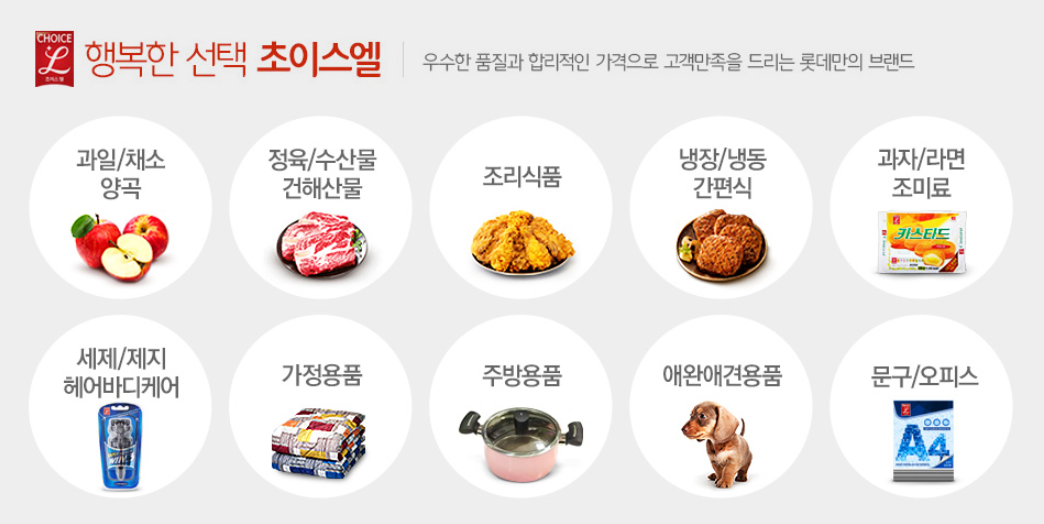 CHOICE
L
초이스엘
행복한 선택 초이스엘
우수한 품질과 합리적인 가격으로 고객만족을 드리는 롯데만의 브랜드
과일/채소
양곡
정육/수산물
건해산물
조리식품
냉장/냉동
간편식
과자/라면
조미료
카스타드
세제/제지
헤어바디케어
가정용품
주방용품
애완애견용품
문구/오피스
A4